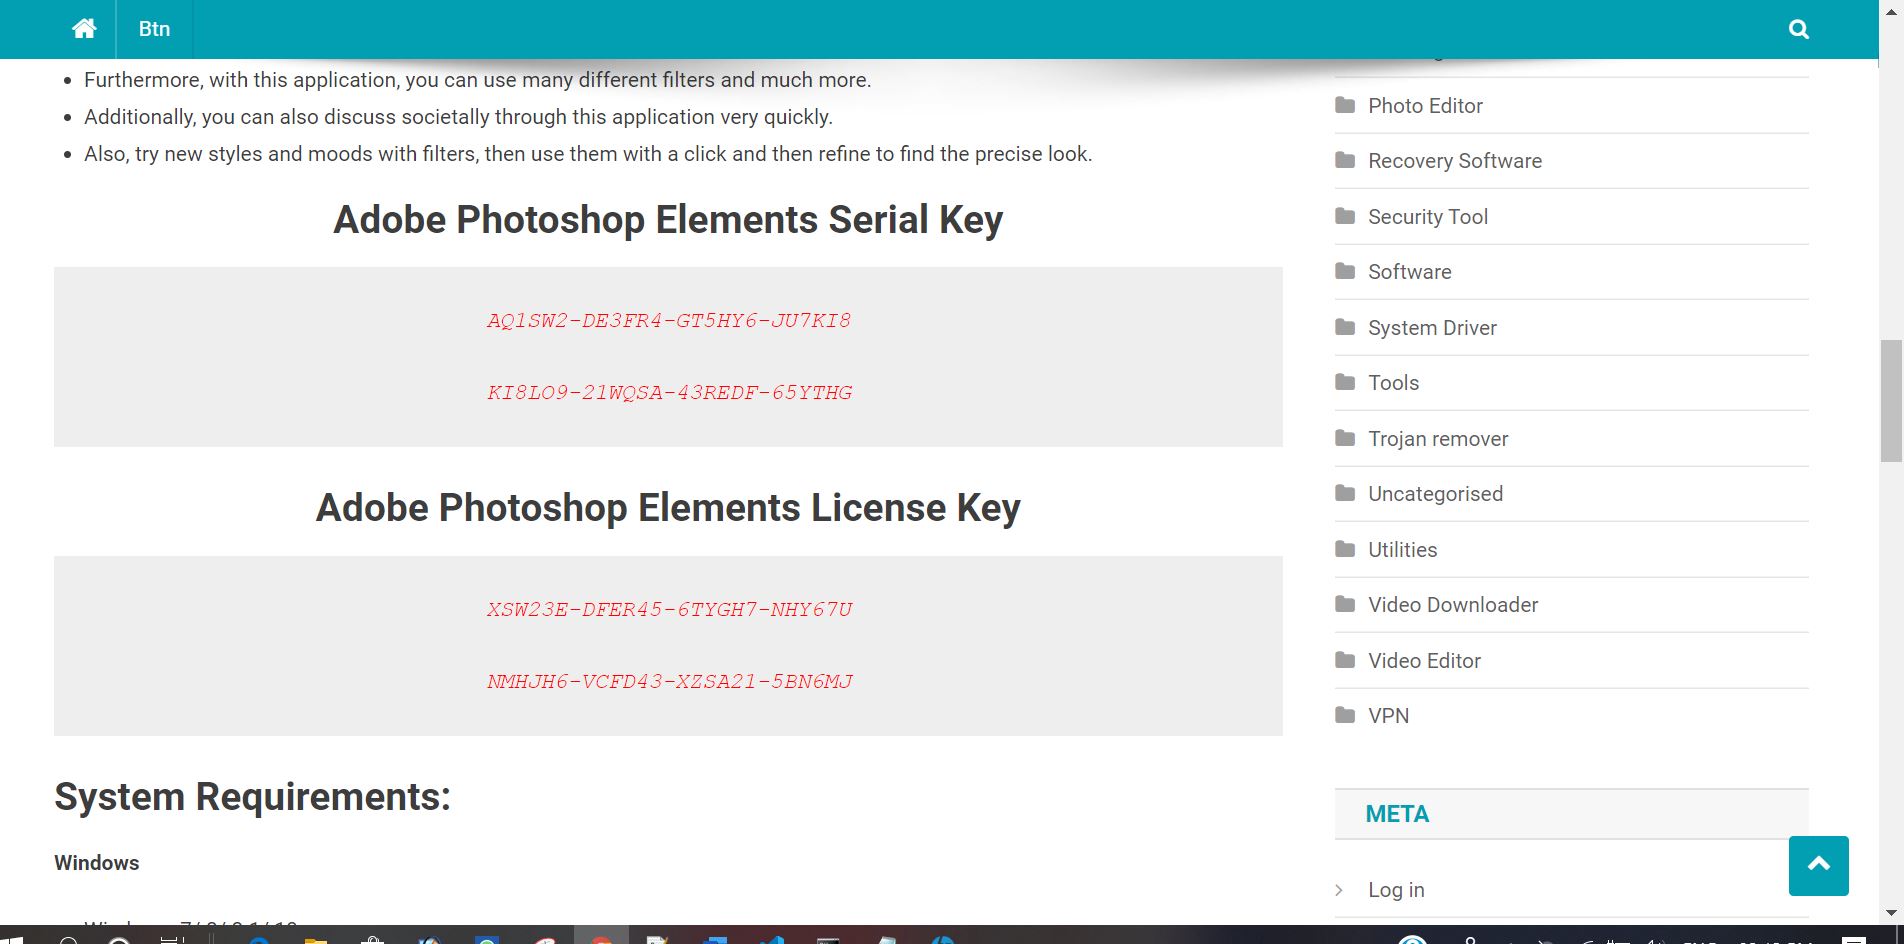 Btn
Furthermore, with this application, you can use many different filters and much more.
Additionally, you can also discuss societally through this application very quickly.
Also, try new styles and moods with filters, then use them with a click and then refine to find the precise look.
Adobe Photoshop Elements Serial Key
AQ1SW2-DE3FR4-GT5HY6-JU7KI8
KI8LO9-21WQSA-43REDF-65YTHG
Adobe Photoshop Elements License Key
XSW23E-DFER45-6TYGH7-NHY67U
NMHJH6-VCFD43-XZSA21-5BN6MJ
System Requirements:
Windows
Photo Editor
Recovery Software
Security Tool
Software
System Driver
Tools
Trojan remover
Uncategorised
Utilities
Video Downloader
Video Editor
VPN
META
Log in